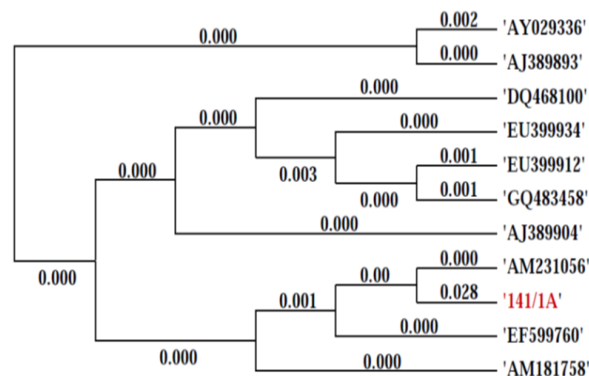 0.002 'AY029336'
0.000
0.000 'AJ389893'
0.000 'DQ468100'
0.000
0.000 'EU399934'
0.001 'EU399912'
0.000 0.003
0.001 'GQ483458'
0.000
0.000 'AJ389904'
0.000 'AM231056'
0.000 0.00
0.028 '141/1A'
0.001
0.000 'EF599760'
0.000
0.000 'AM181758'